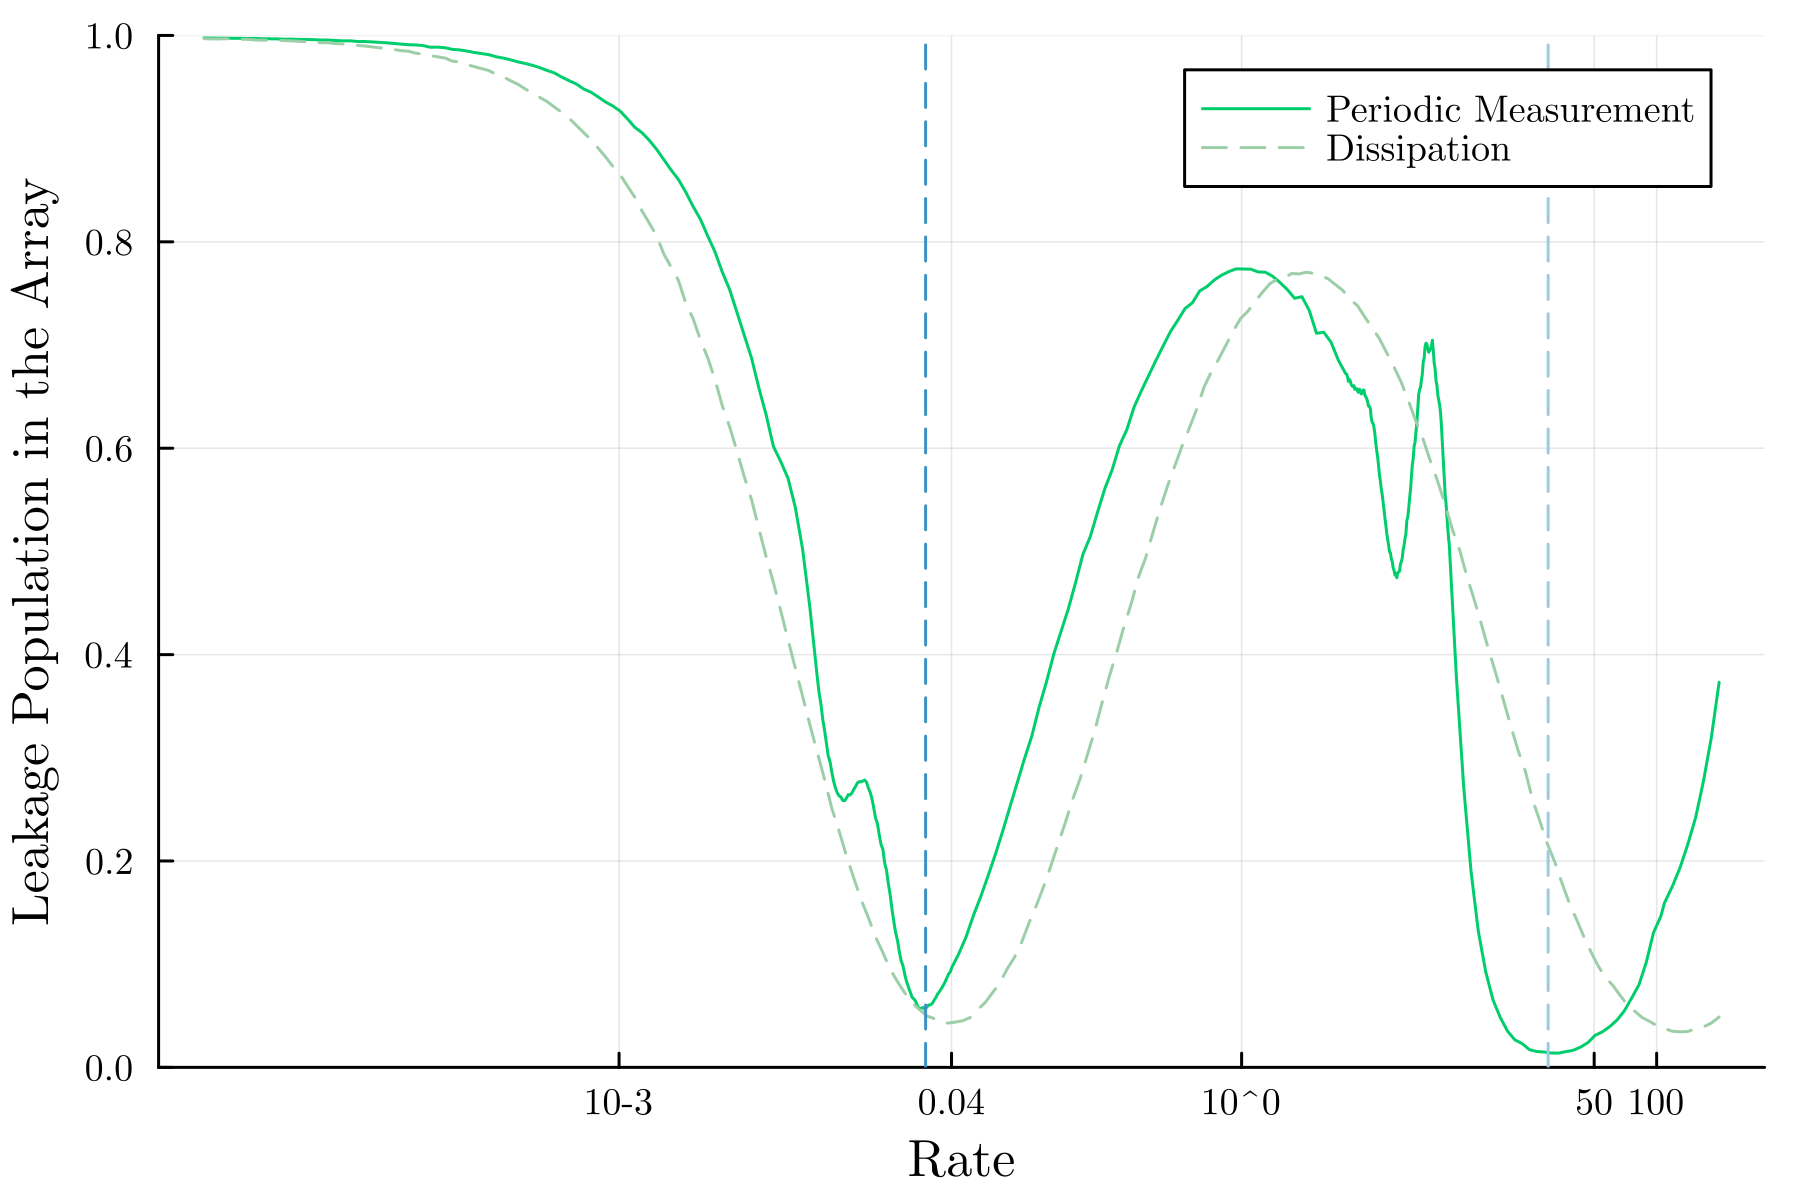 Leakage Population in the Array
1.0
0.8
0.6
0.4
0.2
0.0
Periodic Measurement
Dissipation
10-3
0.04
10^0
50
100
Rate